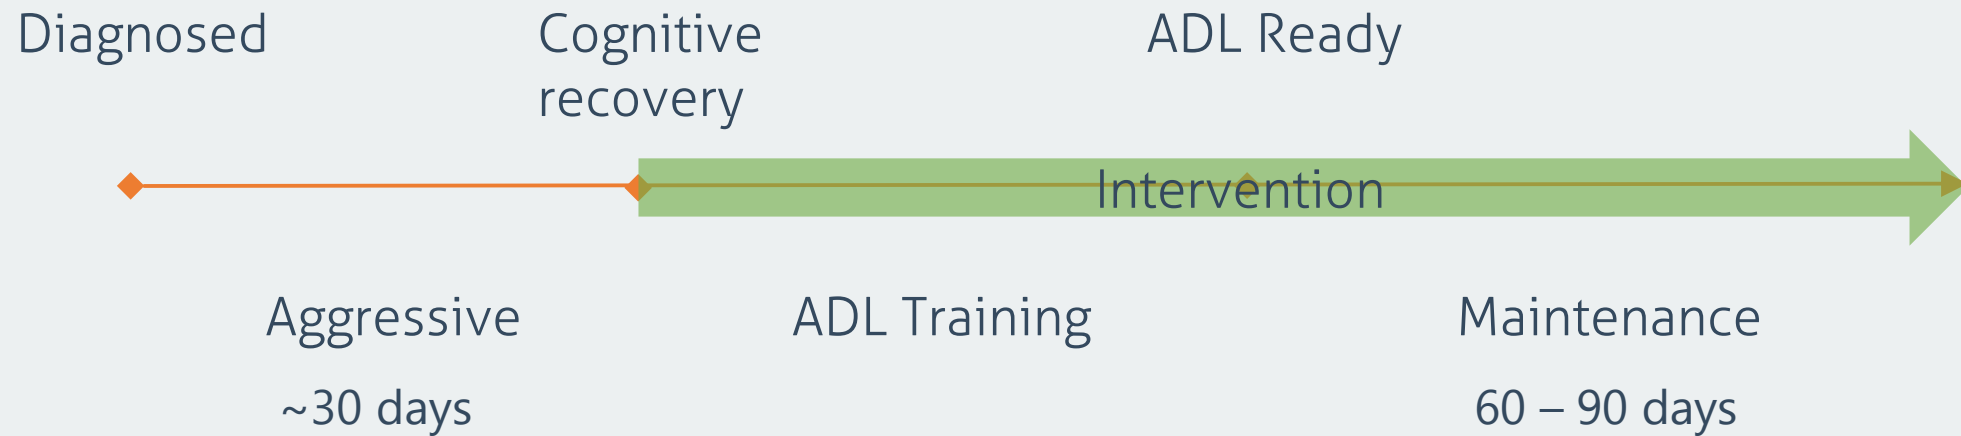 Diagnosed
Cognitive
recovery
ADL Ready
Intervention
Aggressive
ADL Training
Maintenance
~30 days
60 – 90 days